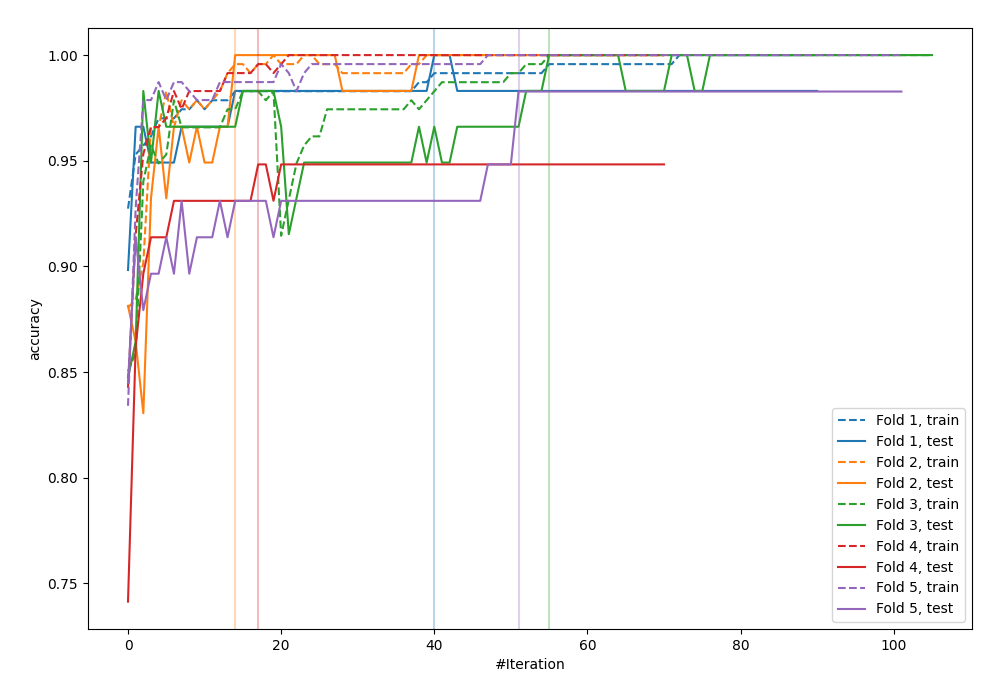 1.00
0.95
0.90
0.85
0.80
0.75
accuracy
0
20
40
60
80
100
#Iteration
Fold 1, train
Fold 1, test
Fold 2, train
Fold 2, test
Fold 3, train
Fold 3, test
Fold 4, train
Fold 4, test
Fold 5, train
Fold 5, test